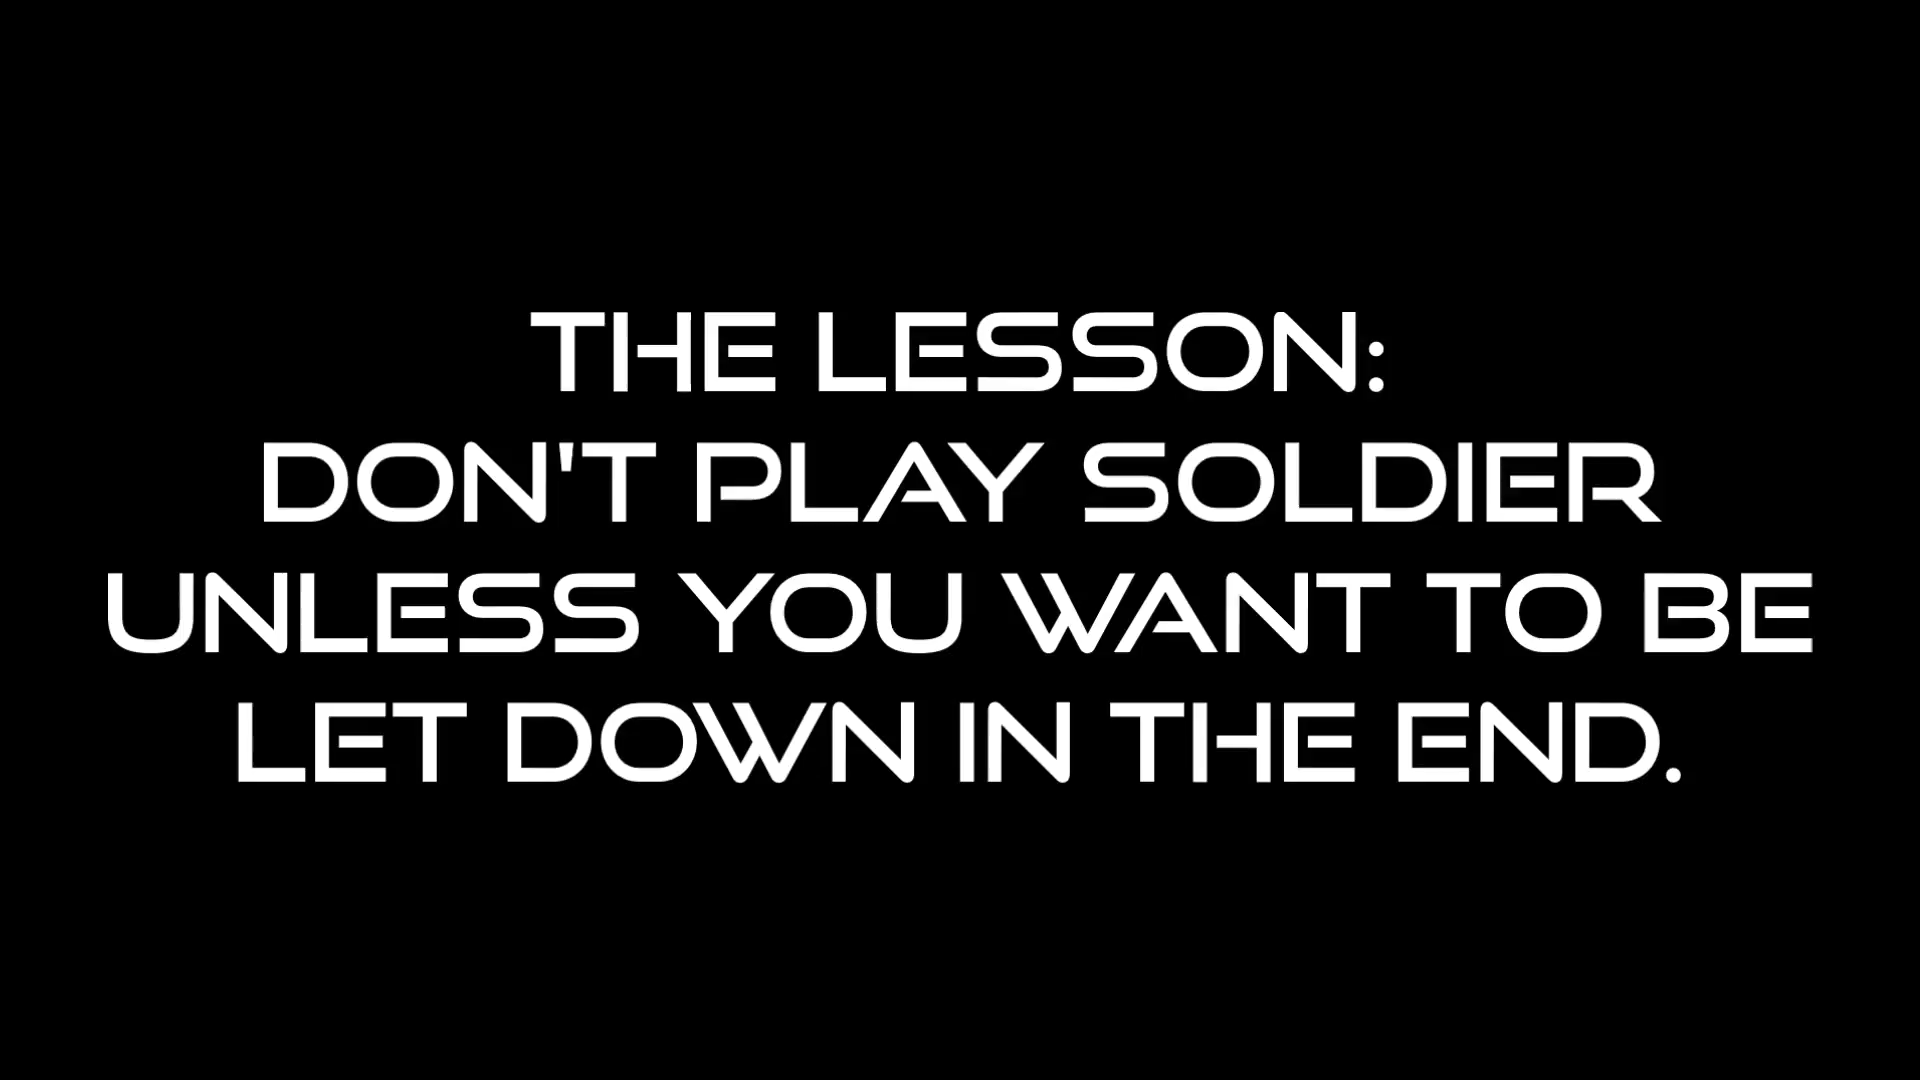 THE LESSON:
DON'T PLAY SOLDIER
UNLESS YOU WANT TO BE
LET DOWN IN THE END.